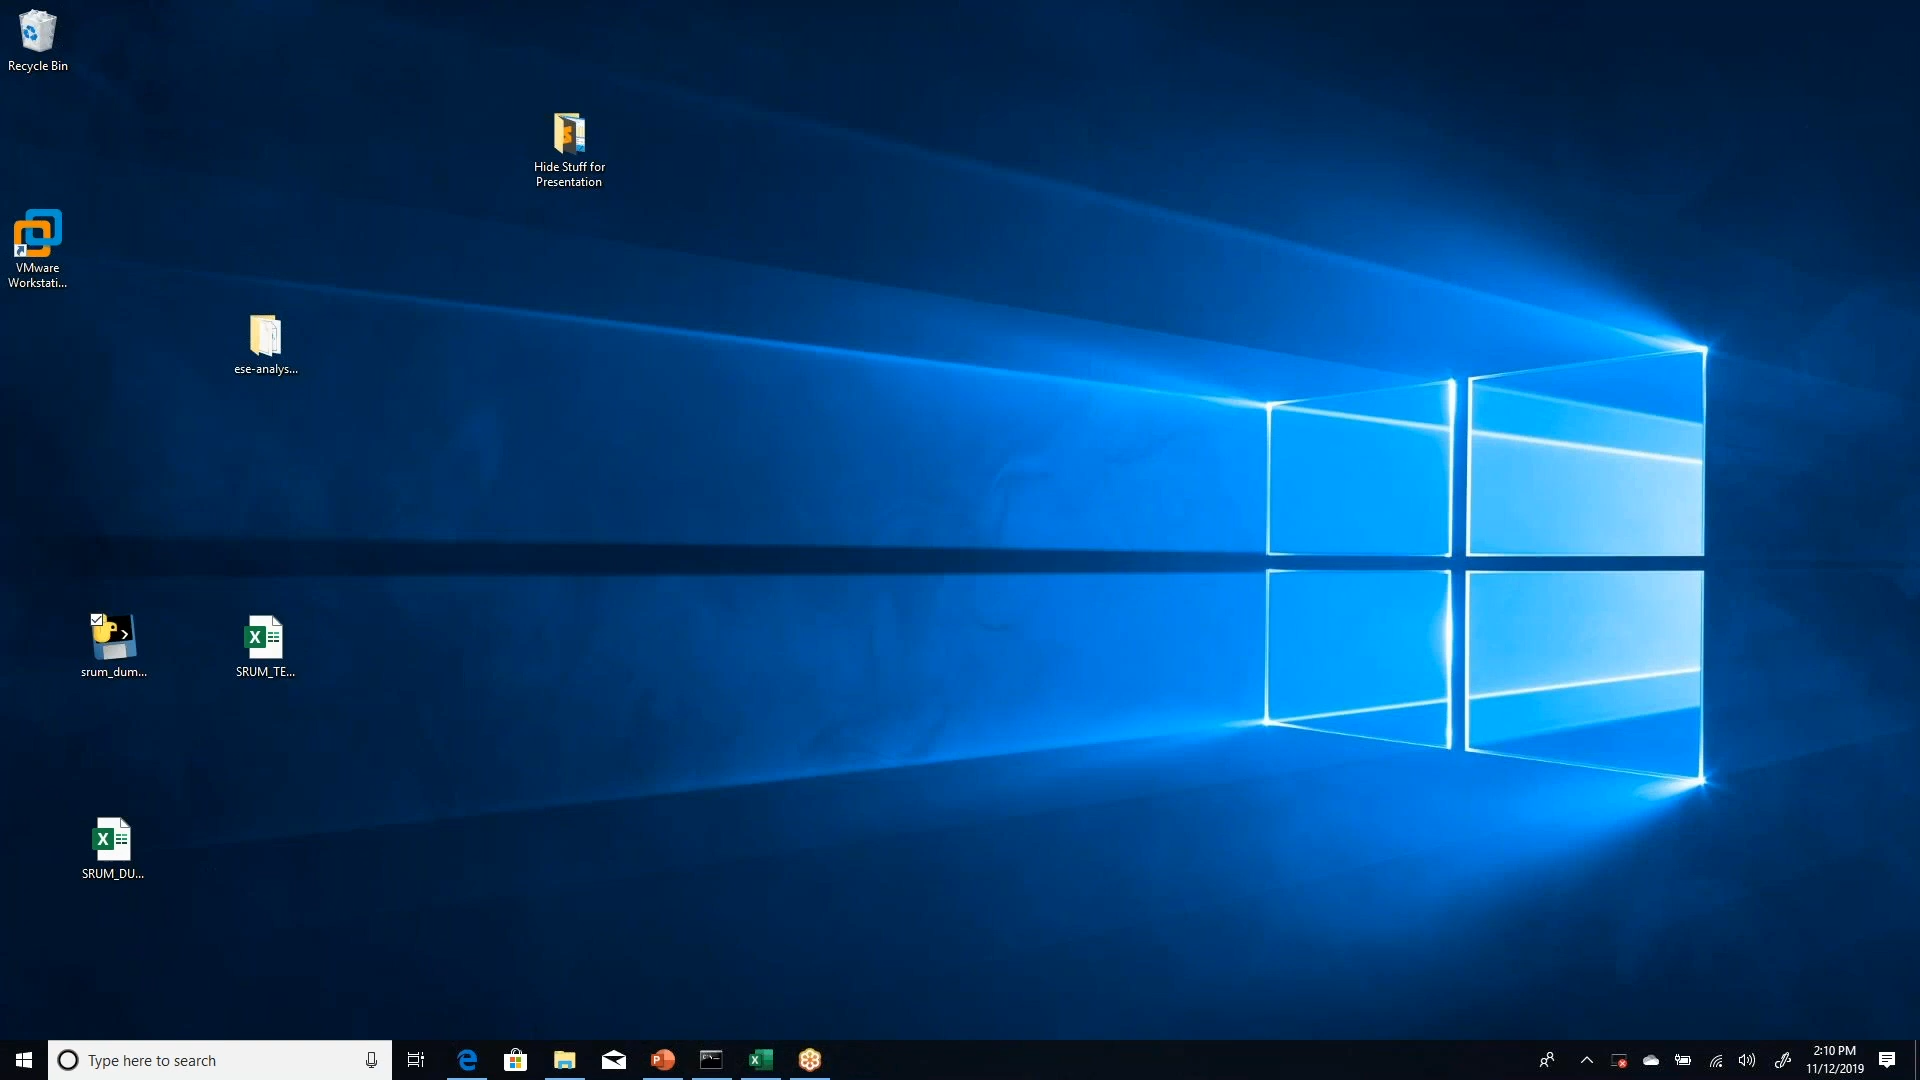 Recycle Bin
Hide Stuff for
Presentation
VMware
Workstati...
ese-analys...
srum_dum...
SRUM_TE...
SRUM_DU...
Type here to search
2:10 PM
11/12/2019